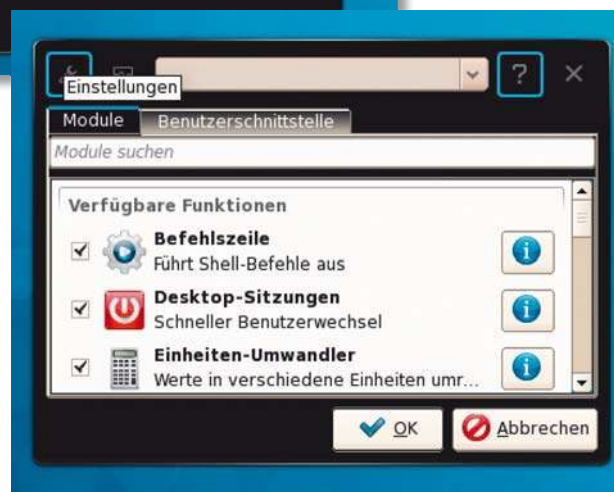 Einstellungen
?
Module Benutzerschnittstelle
Module suchen
Verfügbare Funktionen
Befehlszeile
Führt Shell-Befehle aus
Desktop-Sitzungen
Schneller Benutzerwechsel
Einheiten-Umwandler
Werte in verschiedene Einheiten umr...
OK Abbrechen